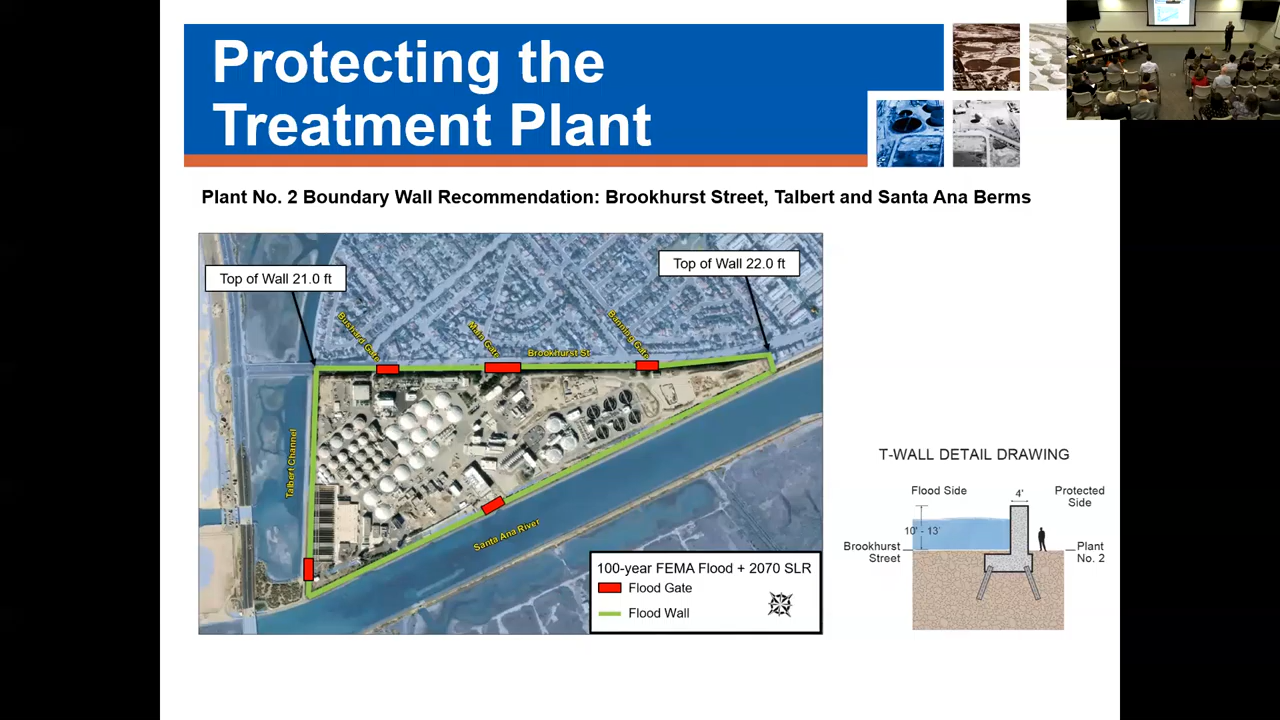 Protecting the
Treatment Plant
Plant No. 2 Boundary Wall Recommendation: Brookhurst Street, Talbert and Santa Ana Berms
Top of Wall 21.0 ft
Top of Wall 22.0 ft
Bushard Gate
Main Gate
Brookhurst St
Banning Gate
Talbert Channel
Santa Ana River
100-year FEMA Flood + 2070 SLR
Flood Gate
Flood Wall
T-WALL DETAIL DRAWING
Flood Side
4'
Protected
Side
10' - 13'
Brookhurst
Street
Plant
No. 2